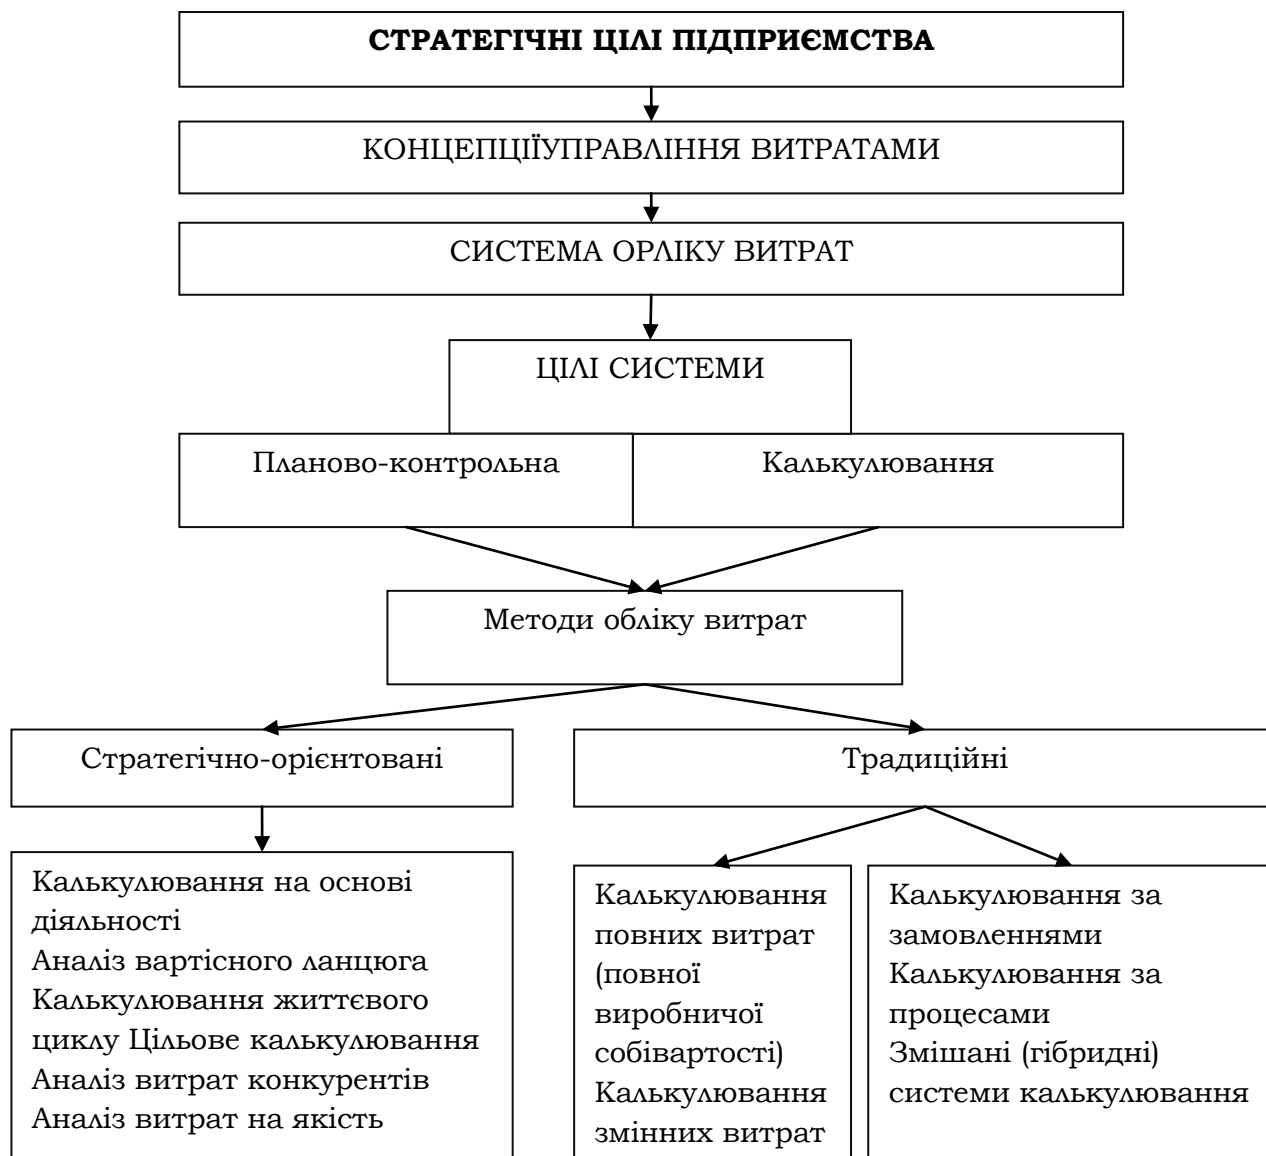 СТРАТЕГІЧНІ ЦІЛІ ПІДПРИЄМСТВА
КОНЦЕПЦІЇУПРАВЛІННЯ ВИТРАТАМИ
СИСТЕМА ОРЛІКУ ВИТРАТ
ЦІЛІ СИСТЕМИ
Планово-контрольна
Калькулювання
Методи обліку витрат
Стратегічно-орієнтовані
Традиційні
Калькулювання на основі
діяльності
Аналіз вартісного ланцюга
Калькулювання життєвого
циклу Цільове калькулювання
Аналіз витрат конкурентів
Аналіз витрат на якість
Калькулювання
повних витрат
(повної
виробничої
собівартості)
Калькулювання
змінних витрат
Калькулювання за
замовленнями
Калькулювання за
процесами
Змішані (гібридні)
системи калькулювання